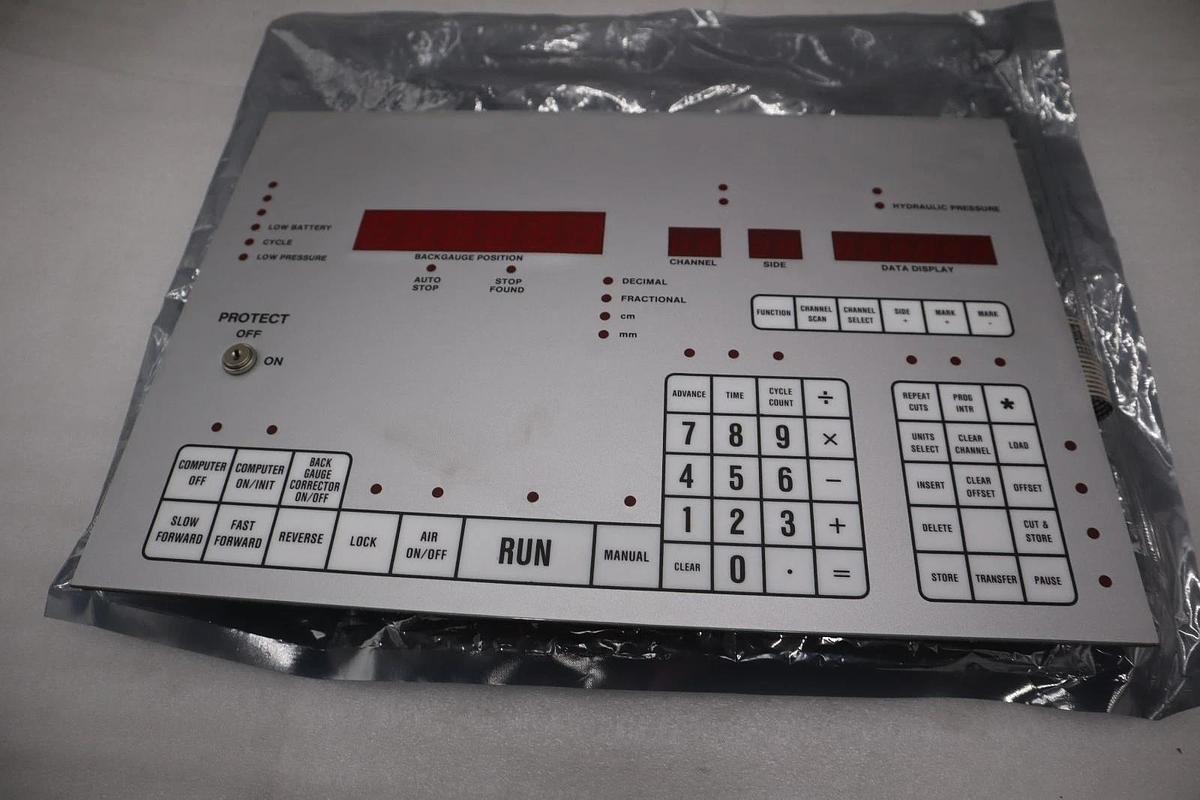 LOW BATTERY
CYCLE
LOW PRESSURE
BACKGAUGE POSITION
AUTO
STOP
STOP
FOUND
CHANNEL
SIDE
HYDRAULIC PRESSURE
DATA DISPLAY
DECIMAL
FRACTIONAL
cm
mm
PROTECT
OFF
ON
FUNCTION
CHANNEL
SCAN
CHANNEL
SELECT
SIDE
+
MARK
+
MARK
-
COMPUTER
OFF
COMPUTER
ON/INIT
BACK
GAUGE
CORRECTOR
ON/OFF
SLOW
FORWARD
FAST
FORWARD
REVERSE
LOCK
AIR
ON/OFF
RUN
MANUAL
ADVANCE
TIME
CYCLE
COUNT
÷
7
8
9
×
4
5
6
−
1
2
3
+
CLEAR
0
.
=
REPEAT
CUTS
PROG
INTR
*
UNITS
SELECT
CLEAR
CHANNEL
LOAD
INSERT
CLEAR
OFFSET
OFFSET
DELETE
CUT &
STORE
STORE
TRANSFER
PAUSE